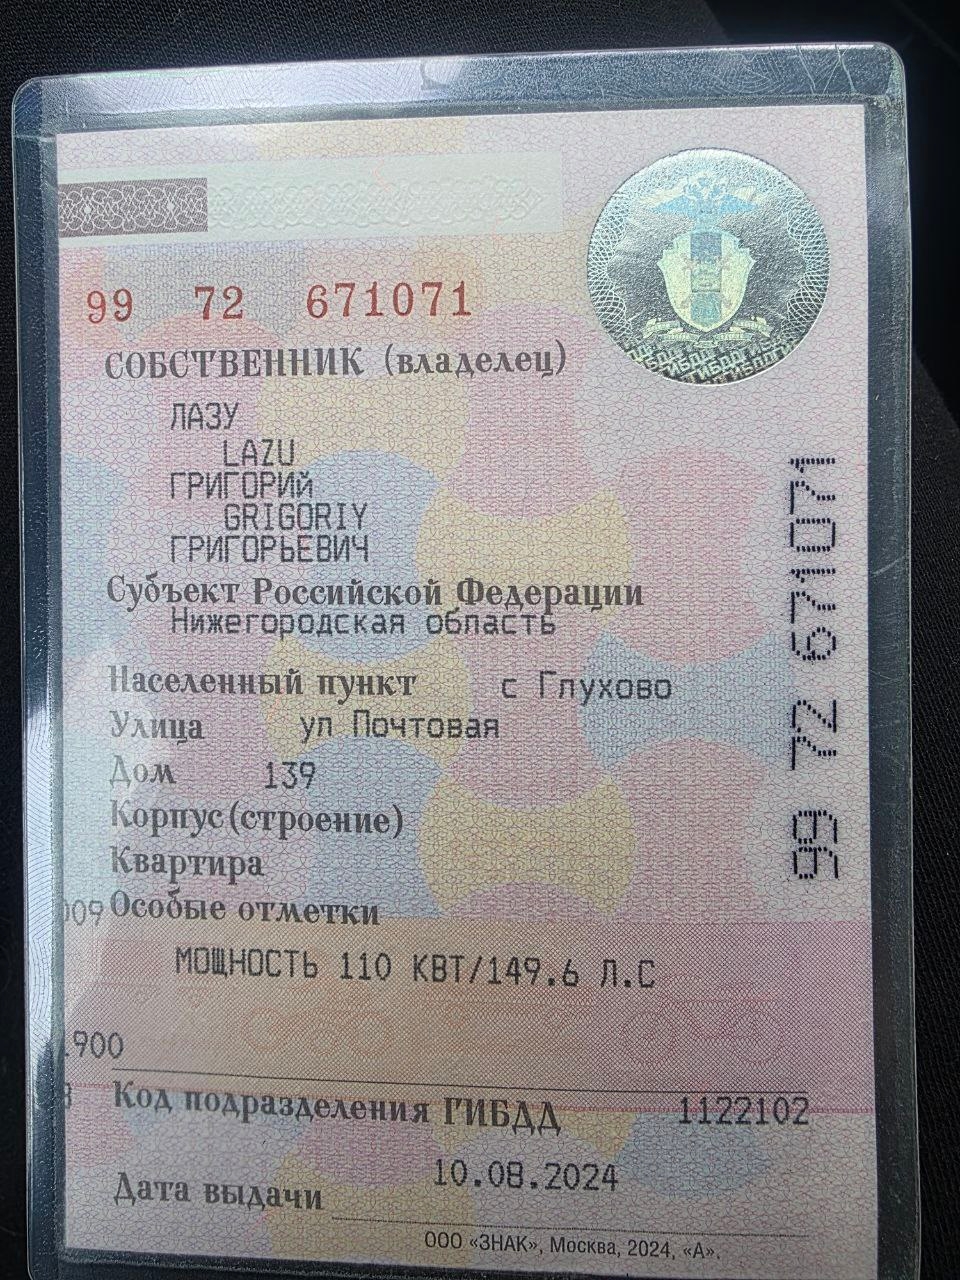 99 72 671071
СОБСТВЕННИК (владелец)
ЛАЗУ
LAZU
ГРИГОРИЙ
GRIGORIY
ГРИГОРЬЕВИЧ
Субъект Российской Федерации
Нижегородская область
Населенный пункт с Глухово
Улица ул Почтовая
Дом 139
Корпус(строение)
Квартира
Особые отметки
МОЩНОСТЬ 110 КВТ/149.6 Л.С
Код подразделения ГИБДД 1122102
Дата выдачи 10.08.2024
ООО «ЗНАК», Москва, 2024, «А».
99 72 671071